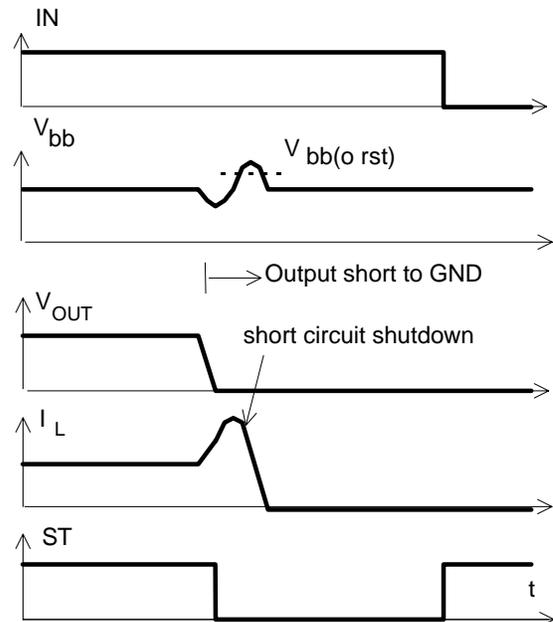 IN
V bb
V bb(o rst)
Output short to GND
V OUT
short circuit shutdown
I L
ST
t